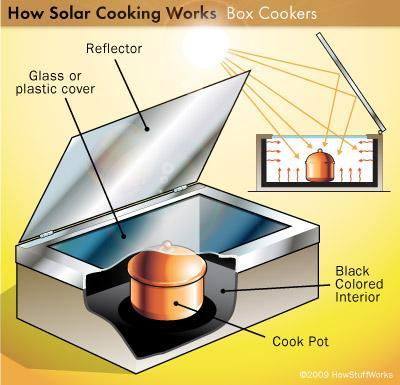 How Solar Cooking Works Box Cookers
Reflector
Glass or
plastic cover
Black
Colored
Interior
Cook Pot
©2009 HowStuffWorks